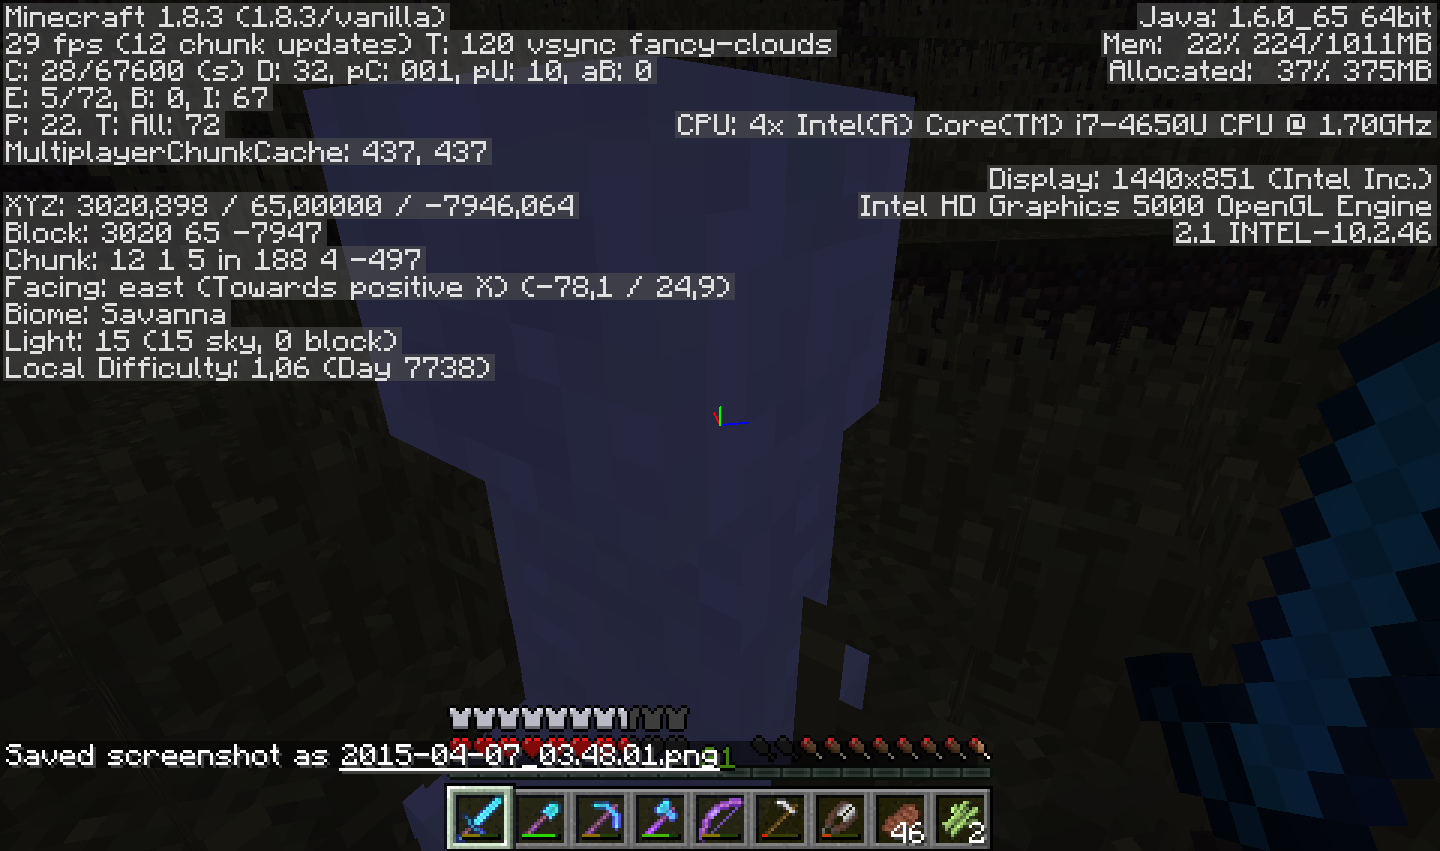 Minecraft 1.8.3 (1.8.3/vanilla)
29 fps (12 chunk updates) T: 120 vsync fancy-clouds
C: 28/67600 (s) D: 32, pC: 001, pU: 10, aB: 0
E: 5/72, B: 0, I: 67
P: 22. T: All: 72
MultiplayerChunkCache: 437, 437
XYZ: 3020,898 / 65,00000 / -7946,064
Block: 3020 65 -7947
Chunk: 12 1 5 in 188 4 -497
Facing: east (Towards positive X) (-78,1 / 24,9)
Biome: Savanna
Light: 15 (15 sky, 0 block)
Local Difficulty: 1,06 (Day 7738)
Java: 1.6.0_65 64bit
Mem: 22% 224/1011MB
Allocated: 37% 375MB
CPU: 4x Intel(R) Core(TM) i7-4650U CPU @ 1.70GHz
Display: 1440x851 (Intel Inc.)
Intel HD Graphics 5000 OpenGL Engine
2.1 INTEL-10.2.46
Saved screenshot as 2015-04-07_03.48.01.png
46
2